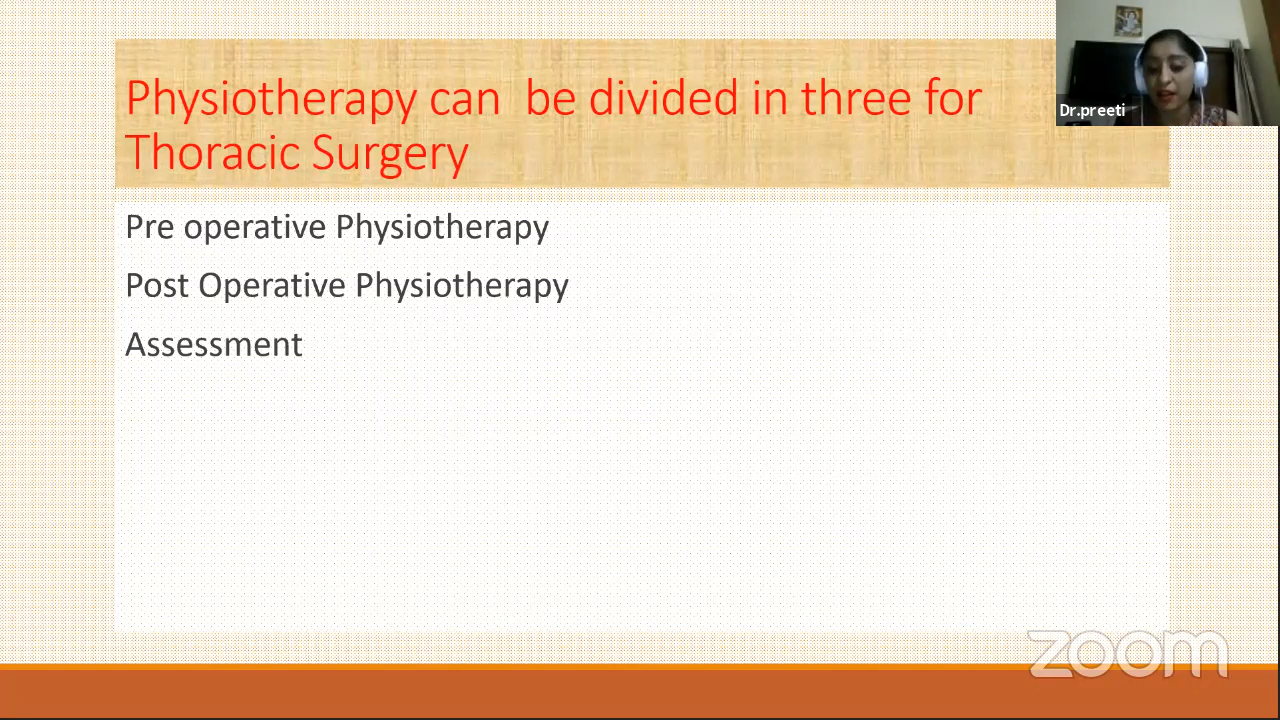 Physiotherapy can  be divided in three for
Thoracic Surgery
Dr.preeti
Pre operative Physiotherapy
Post Operative Physiotherapy
Assessment
zoom